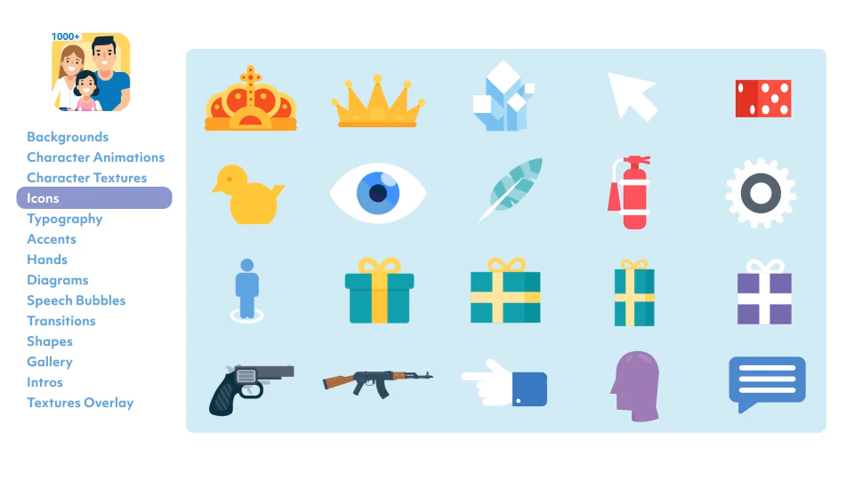 1000+
Backgrounds
Character Animations
Character Textures
Icons
Typography
Accents
Hands
Diagrams
Speech Bubbles
Transitions
Shapes
Gallery
Intros
Textures Overlay